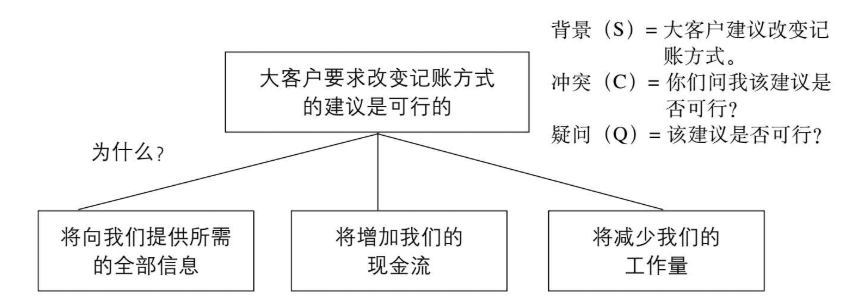 背景（S）= 大客户建议改变记
账方式。
冲突（C）= 你们问我该建议是
否可行？
疑问（Q）= 该建议是否可行？
大客户要求改变记账方式
的建议是可行的
为什么？
将向我们提供所需
的全部信息
将增加我们的
现金流
将减少我们的
工作量